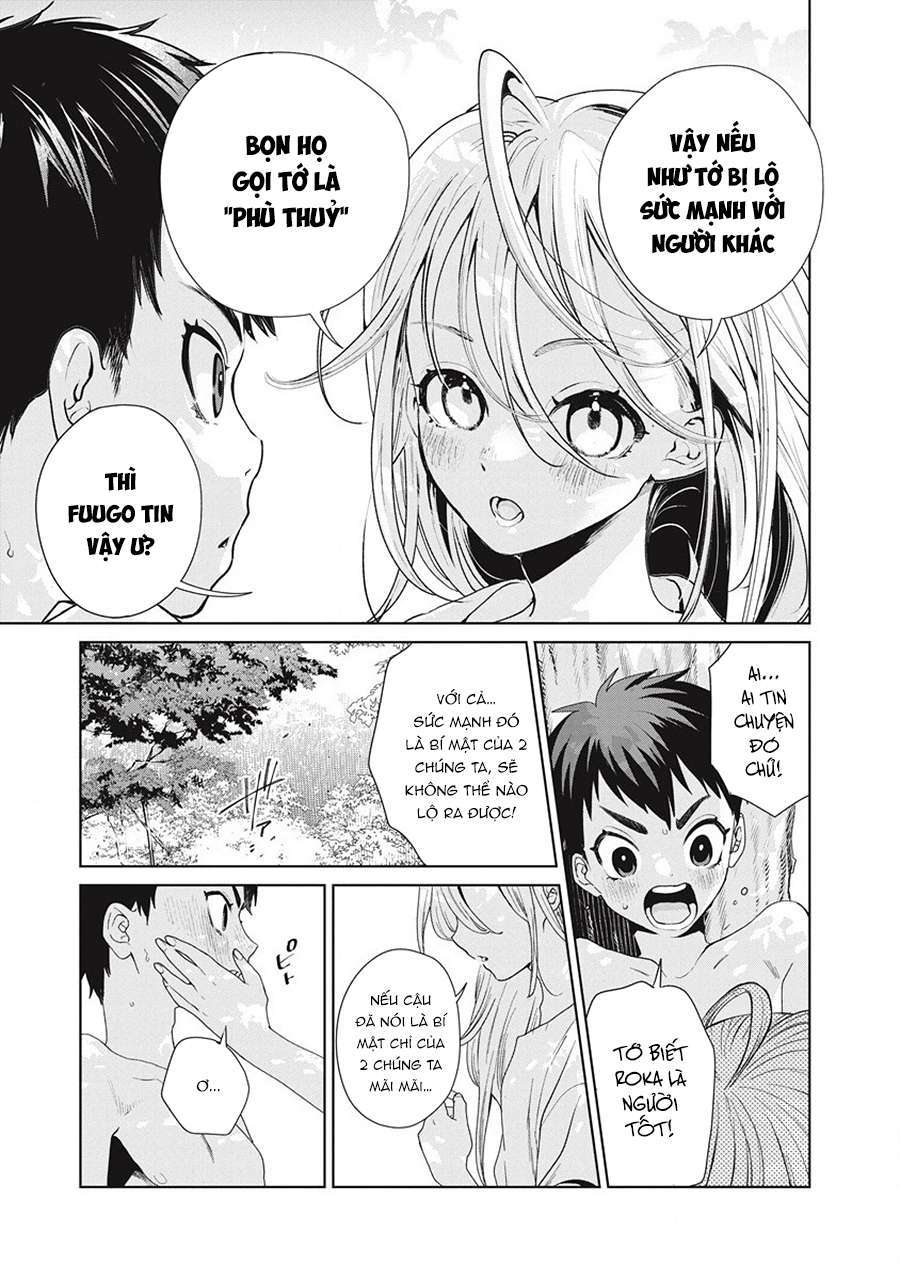 VẬY NẾU
NHƯ TỚ BỊ LỘ
SỨC MẠNH VỚI
NGƯỜI KHÁC
BỌN HỌ
GỌI TỚ LÀ
"PHÙ THUỶ"
THÌ
FUUGO TIN
VẬY Ư?
AI...
AI TIN
CHUYỆN
ĐÓ
CHỨ!
VỚI CẢ...
SỨC MẠNH ĐÓ
LÀ BÍ MẬT CỦA 2
CHÚNG TA, SẼ
KHÔNG THỂ NÀO
LỘ RA ĐƯỢC!
TỚ BIẾT
ROKA LÀ
NGƯỜI
TỐT!
NẾU CẬU
ĐÃ NÓI LÀ BÍ
MẬT CHỈ CỦA
2 CHÚNG TA
MÃI MÃI...
ピト
Ơ...